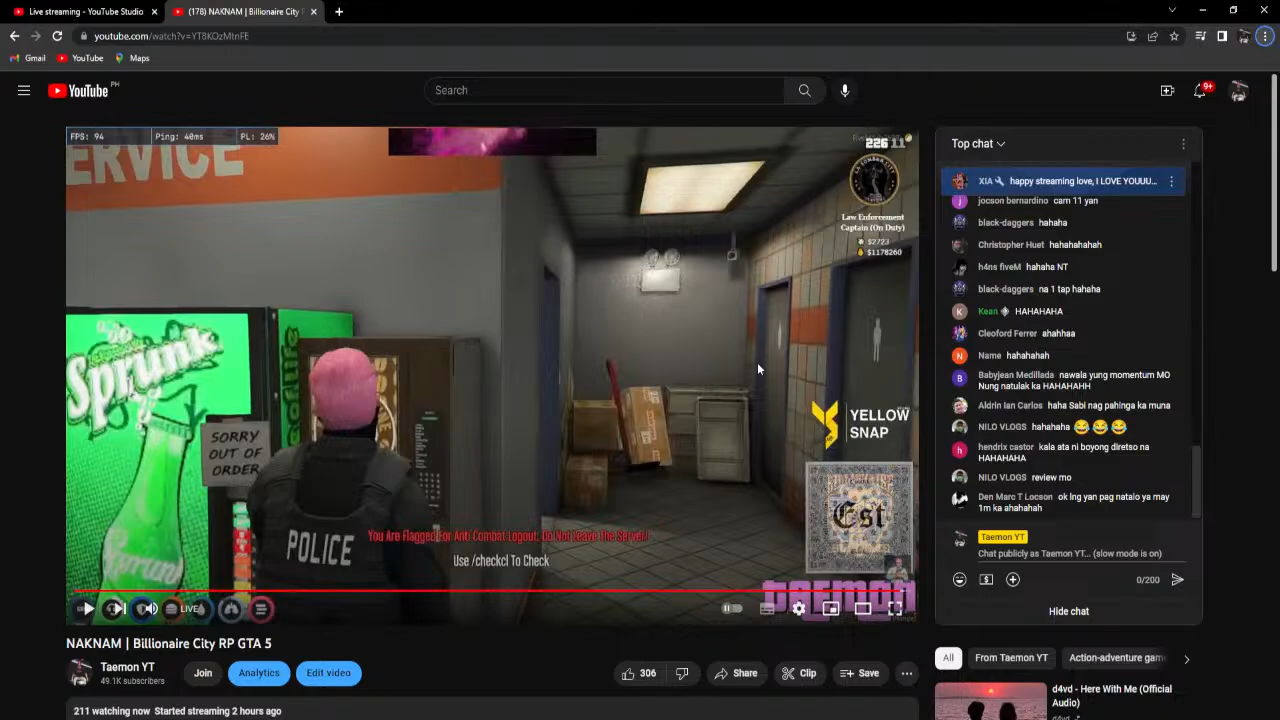 Live streaming - YouTube Studio
(178) NAKNAM | Billionaire City R
youtube.com/watch?v=YT8KOzMtnFE
Gmail
YouTube
Maps
YouTube PH
Search
9+
FPS: 94
Ping: 40ms
PL: 26%
ERVICE
226 11
Law Enforcement
Captain (On Duty)
$2723
$1178260
Sprunk
SORRY
OUT OF
ORDER
POLICE
YELLOW
SNAP
Est
You Are Flagged For Anti Combat Logout, Do Not Leave The Server!
Use /checkcl To Check
TAEMON
LIVE
NAKNAM | Billionaire City RP GTA 5
Taemon YT
49.1K subscribers
Join
Analytics
Edit video
306
Share
Clip
Save
211 watching now Started streaming 2 hours ago
Top chat
XIA happy streaming love, I LOVE YOUUU...
jocson bernardino cam 11 yan
black-daggers hahaha
Christopher Huet hahahahahah
h4ns fiveM hahaha NT
black-daggers na 1 tap hahaha
Kean HAHAHAHA
Cleoford Ferrer ahahhaa
Name hahahahah
Babyjean Medillada nawala yung momentum MO
Nung natulak ka HAHAHAHH
Aldrin Ian Carlos haha Sabi nag pahinga ka muna
NILO VLOGS hahahaha 😂😂😂
hendrix castor kala ata ni boyong diretso na
HAHAHAHA
NILO VLOGS review mo
Den Marc T Locson ok lng yan pag natalo ya may
1m ka ahahahah
Taemon YT
Chat publicly as Taemon YT... (slow mode is on)
0/200
Hide chat
All
From Taemon YT
Action-adventure gam
d4vd - Here With Me (Official
Audio)